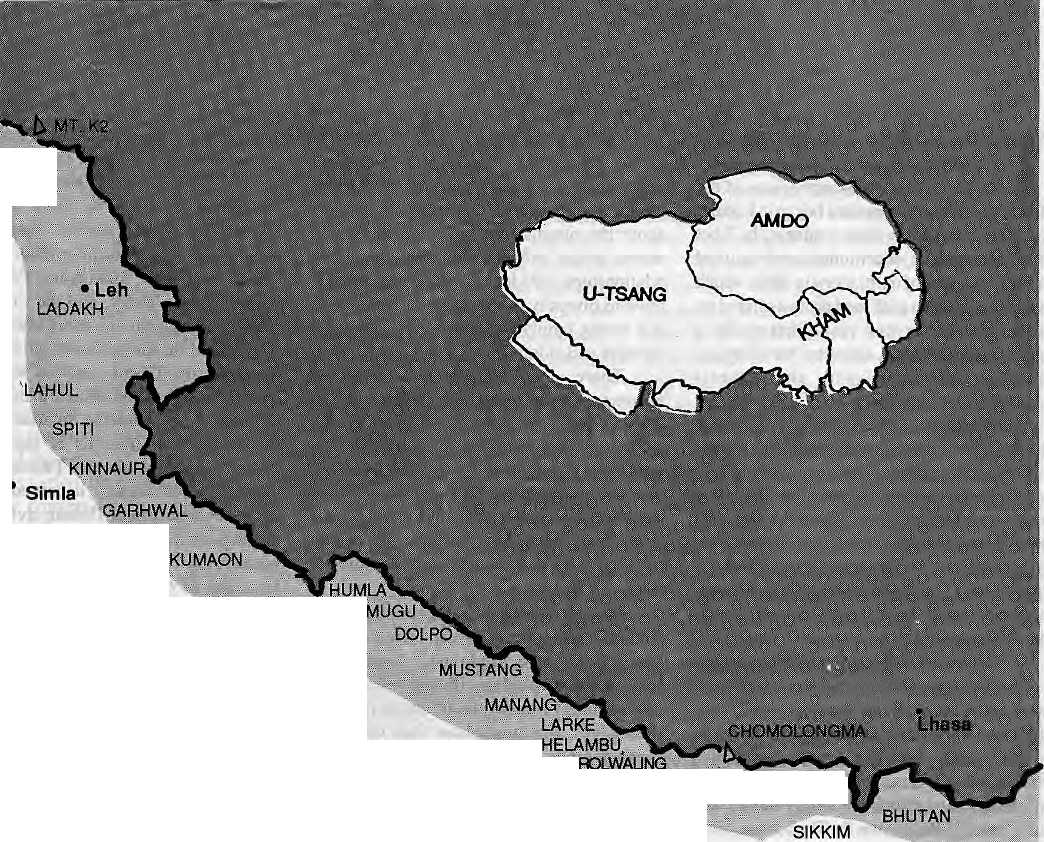 MT. K2
AMDO
U-TSANG
KHAM
Leh
LADAKH
LAHUL
SPITI
KINNAUR
Simla
GARHWAL
KUMAON
HUMLA
MUGU
DOLPO
MUSTANG
MANANG
LARKE
HELAMBU
ROLWALING
CHOMOLONGMA
Lhasa
BHUTAN
SIKKIM